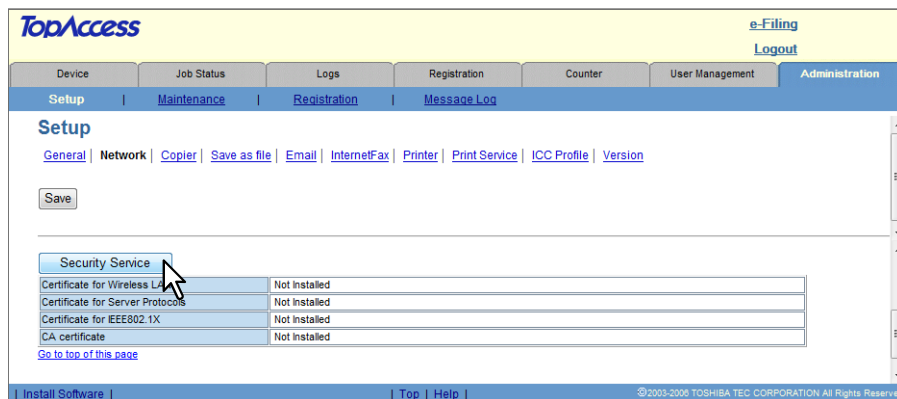 TopAccess
e-Filing
Logout
Device Job Status Logs Registration Counter User Management Administration
Setup | Maintenance | Registration | Message Log
Setup
General | Network | Copier | Save as file | Email | InternetFax | Printer | Print Service | ICC Profile | Version
Save
Security Service
Certificate for Wireless LA Not Installed
Certificate for Server Protocols Not Installed
Certificate for IEEE802.1X Not Installed
CA certificate Not Installed
Go to top of this page
| Install Software | | Top | Help | ©2003-2006 TOSHIBA TEC CORPORATION All Rights Reserve